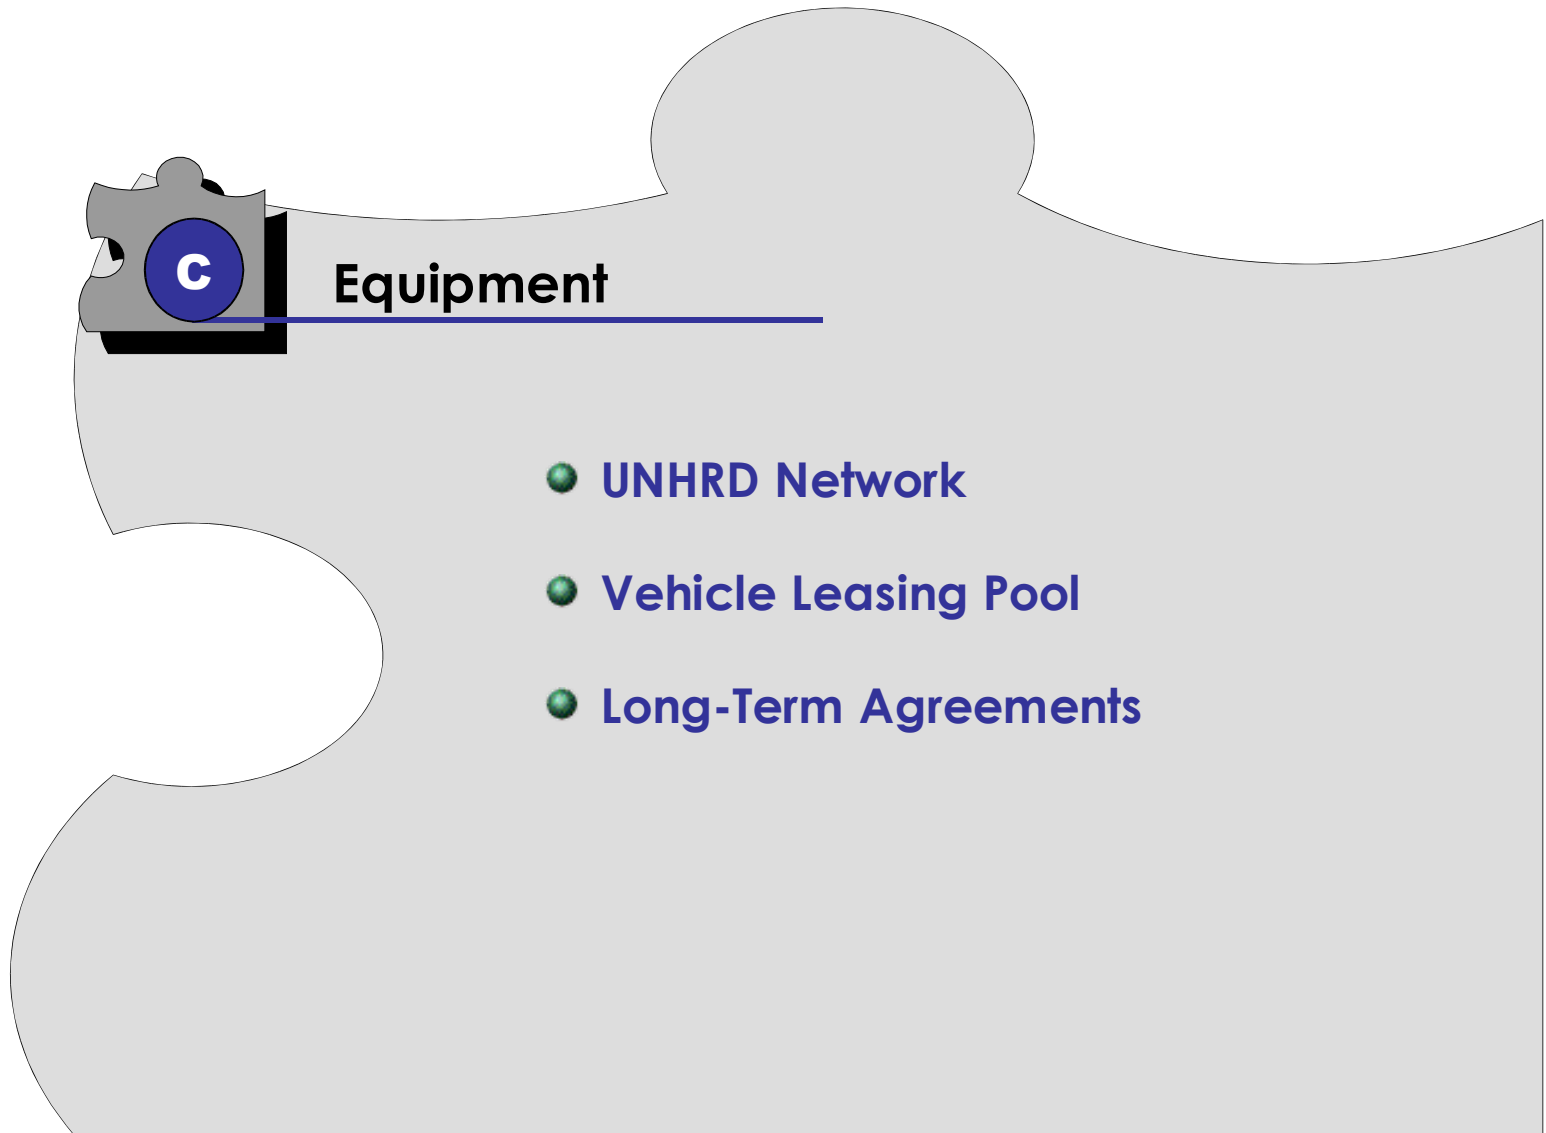 C
Equipment
UNHRD Network
Vehicle Leasing Pool
Long-Term Agreements